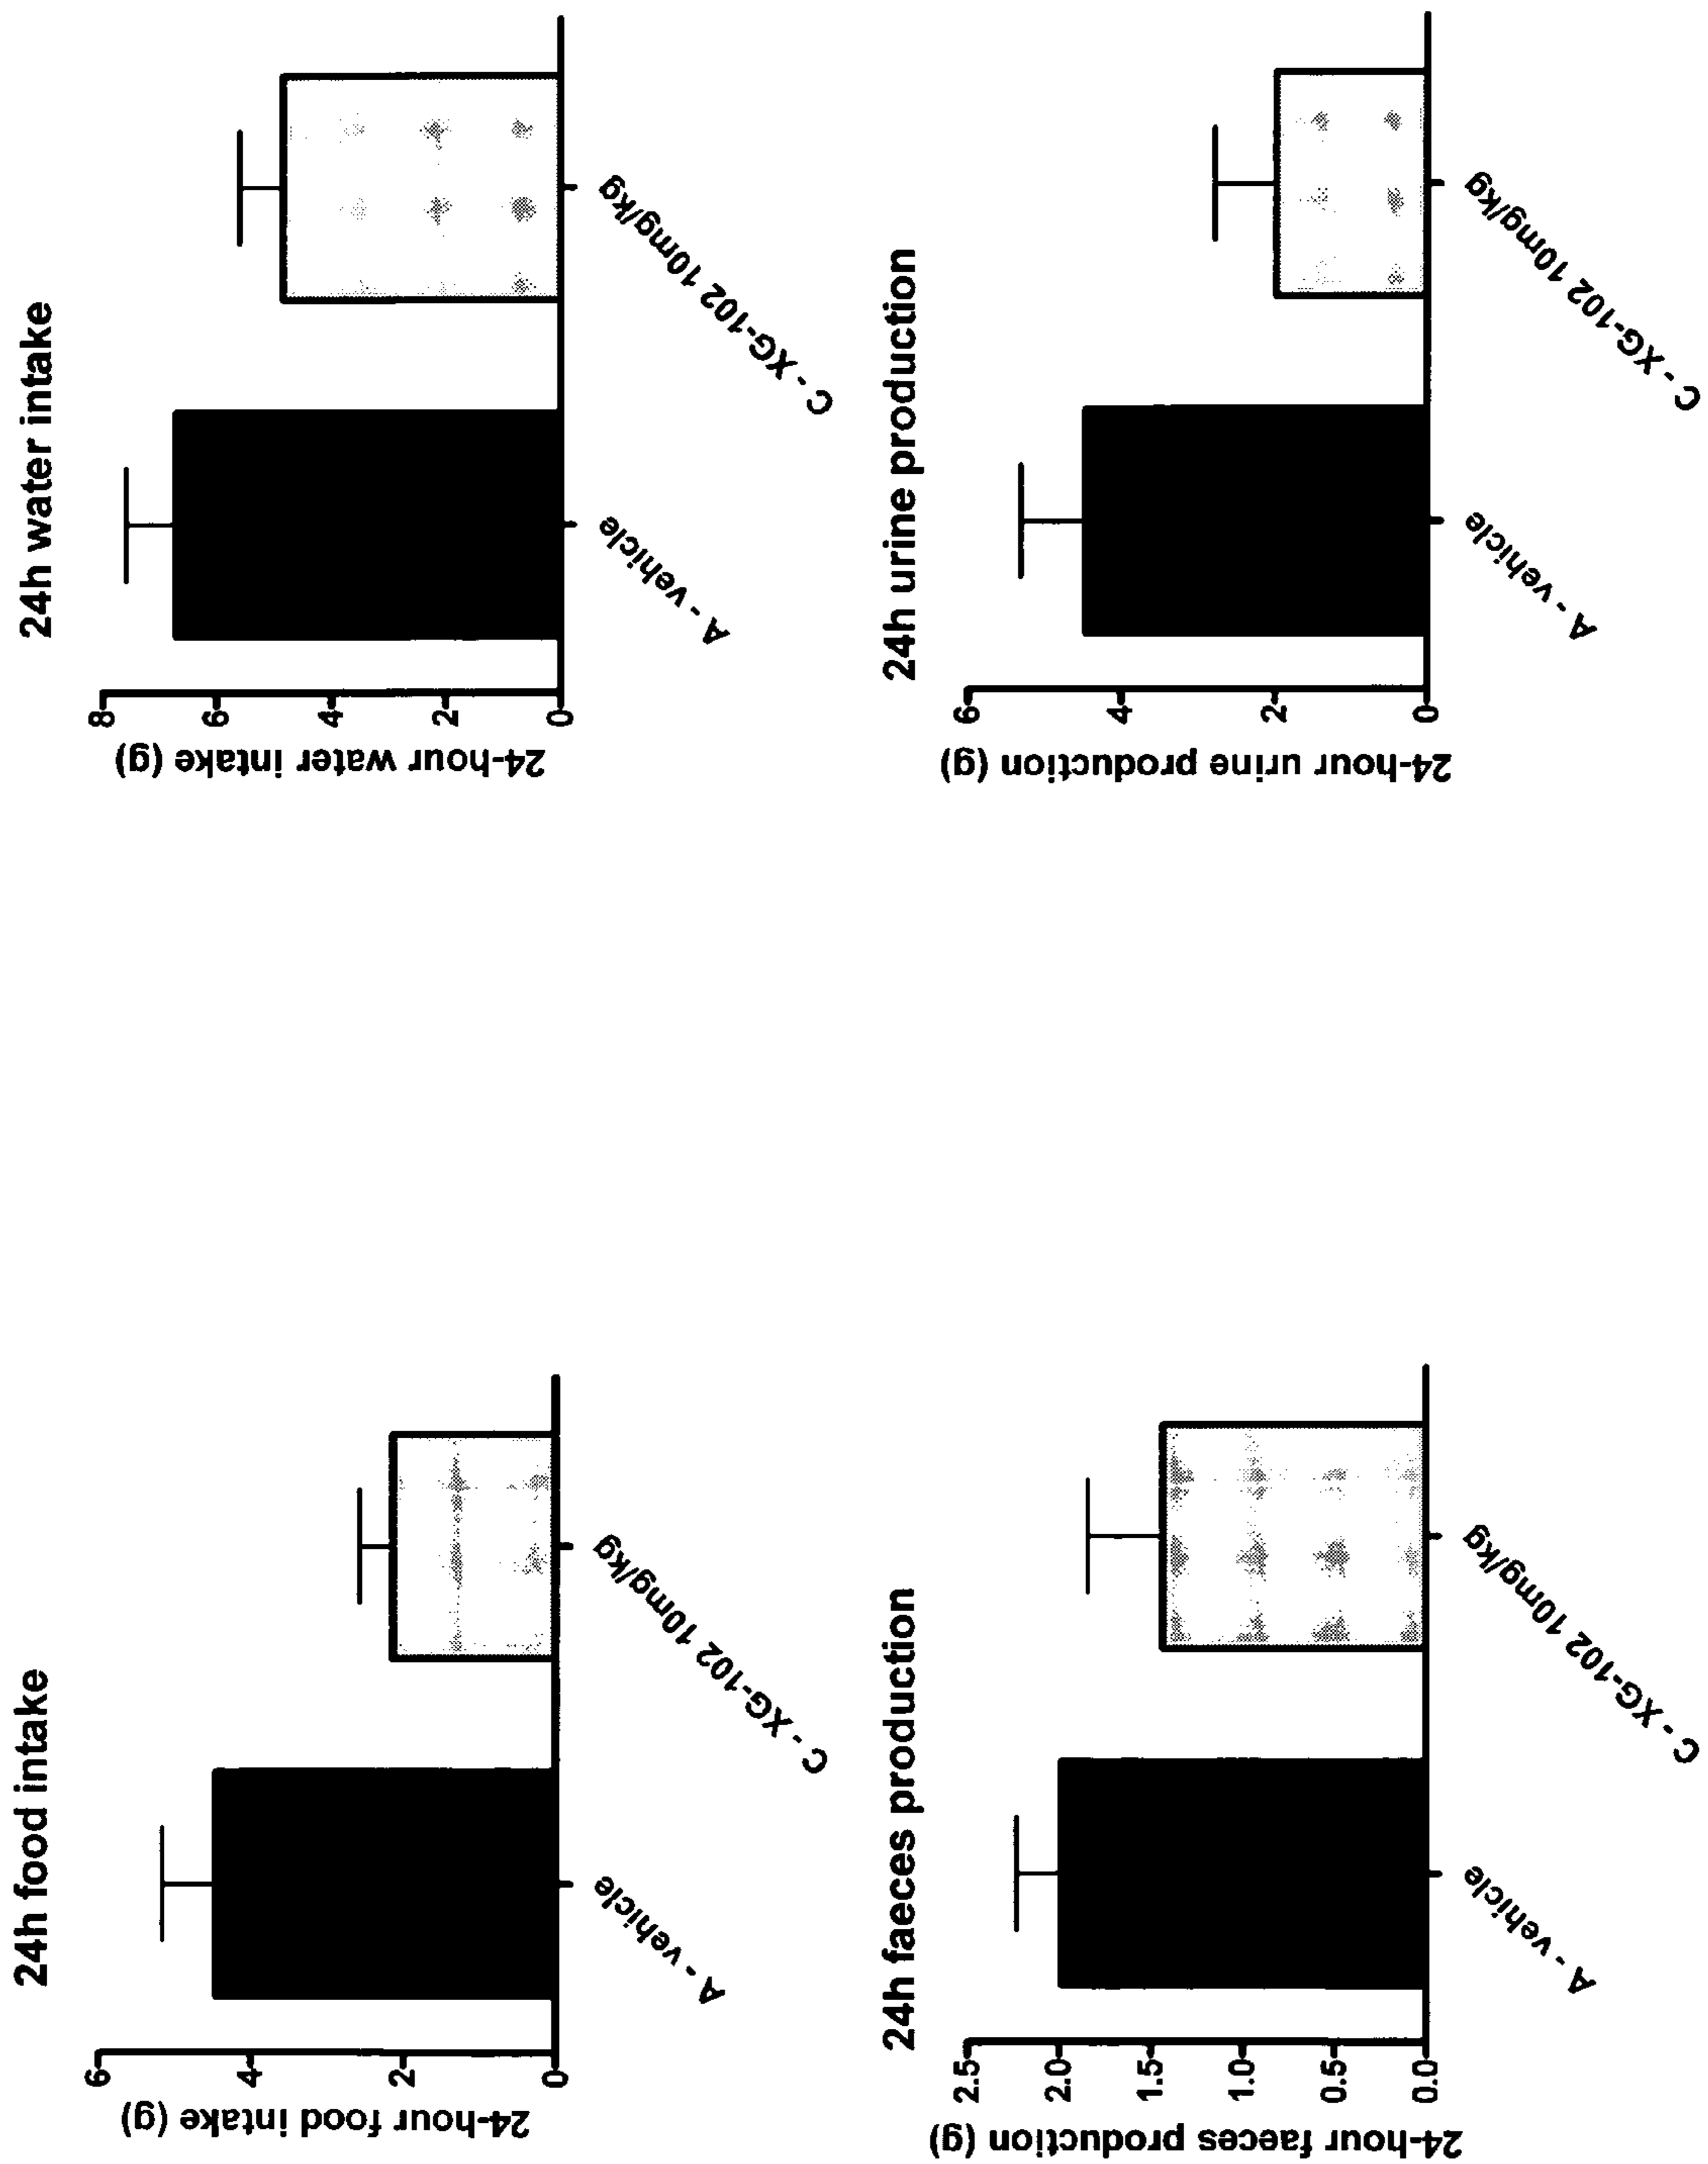 24h food intake
24-hour food intake (g)
6
4
2
0
A - vehicle
C - XG-102 10mg/kg
24h water intake
24-hour water intake (g)
8
6
4
2
0
A - vehicle
C - XG-102 10mg/kg
24h faeces production
24-hour faeces production (g)
2.5
2.0
1.5
1.0
0.5
0.0
A - vehicle
C - XG-102 10mg/kg
24h urine production
24-hour urine production (g)
6
4
2
0
A - vehicle
C - XG-102 10mg/kg